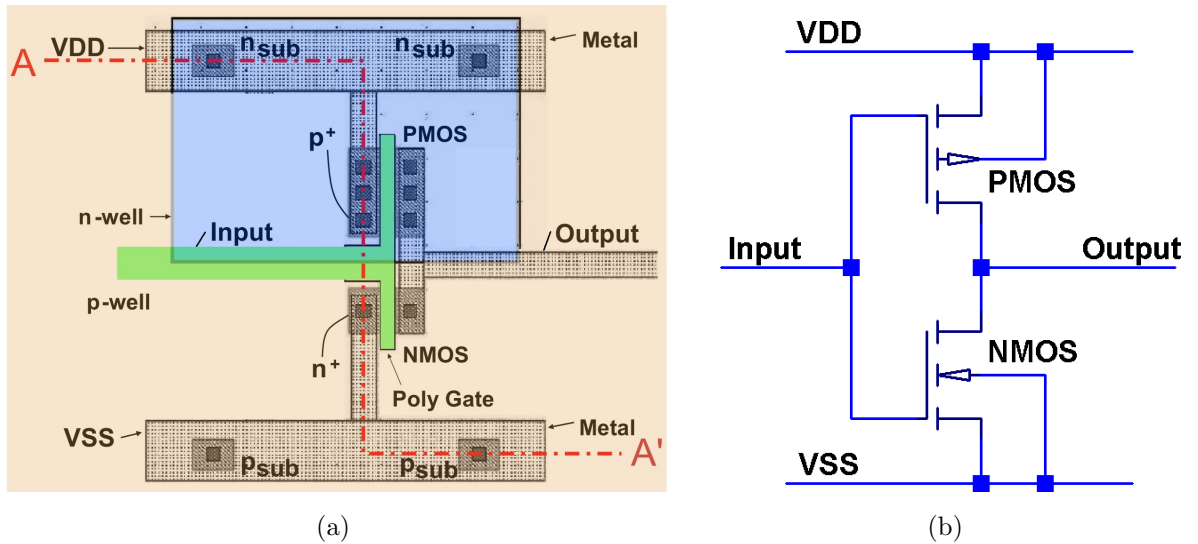 VDD
n sub
n sub
Metal
A
p+
PMOS
n-well
Input
Output
p-well
n+
NMOS
Poly Gate
VSS
Metal
p sub
p sub
A'
(a)
VDD
PMOS
Input
Output
NMOS
VSS
(b)